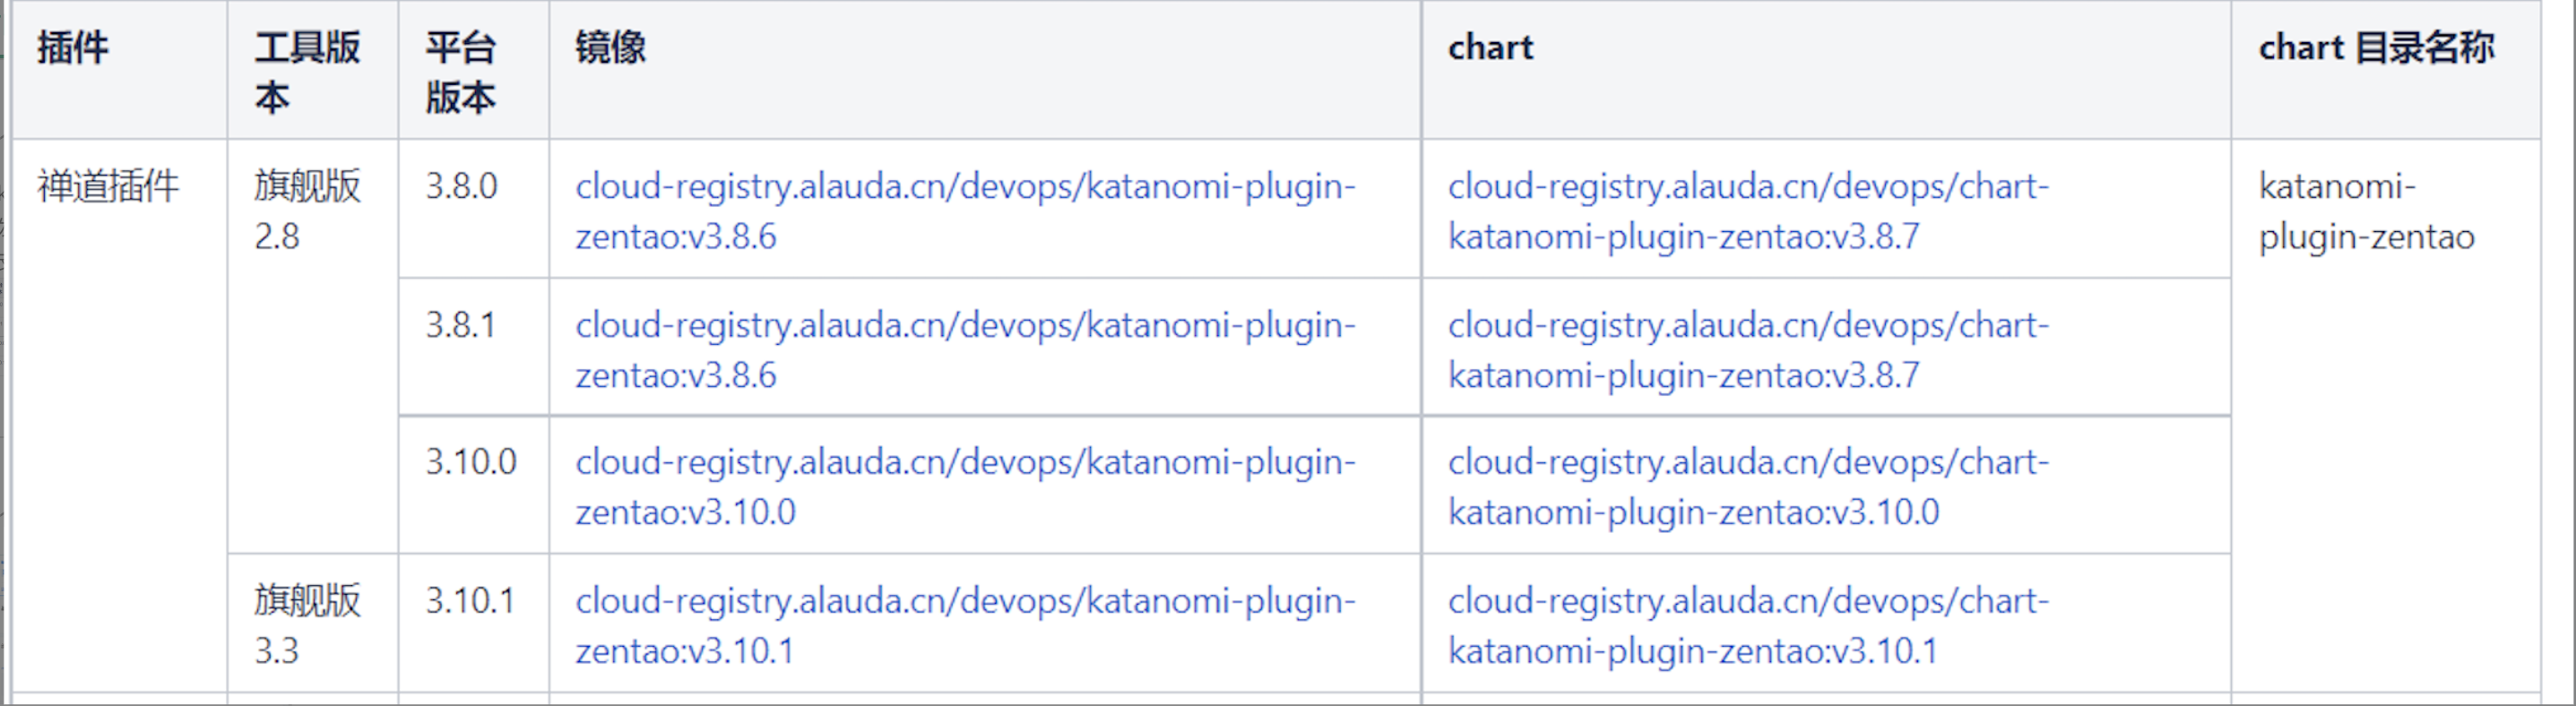 插件
工具版
本
平台
版本
镜像
chart
chart 目录名称
禅道插件
旗舰版
2.8
3.8.0
cloud-registry.alauda.cn/devops/katanomi-plugin-
zentao:v3.8.6
cloud-registry.alauda.cn/devops/chart-
katanomi-plugin-zentao:v3.8.7
katanomi-
plugin-zentao
3.8.1
cloud-registry.alauda.cn/devops/katanomi-plugin-
zentao:v3.8.6
cloud-registry.alauda.cn/devops/chart-
katanomi-plugin-zentao:v3.8.7
3.10.0
cloud-registry.alauda.cn/devops/katanomi-plugin-
zentao:v3.10.0
cloud-registry.alauda.cn/devops/chart-
katanomi-plugin-zentao:v3.10.0
旗舰版
3.3
3.10.1
cloud-registry.alauda.cn/devops/katanomi-plugin-
zentao:v3.10.1
cloud-registry.alauda.cn/devops/chart-
katanomi-plugin-zentao:v3.10.1